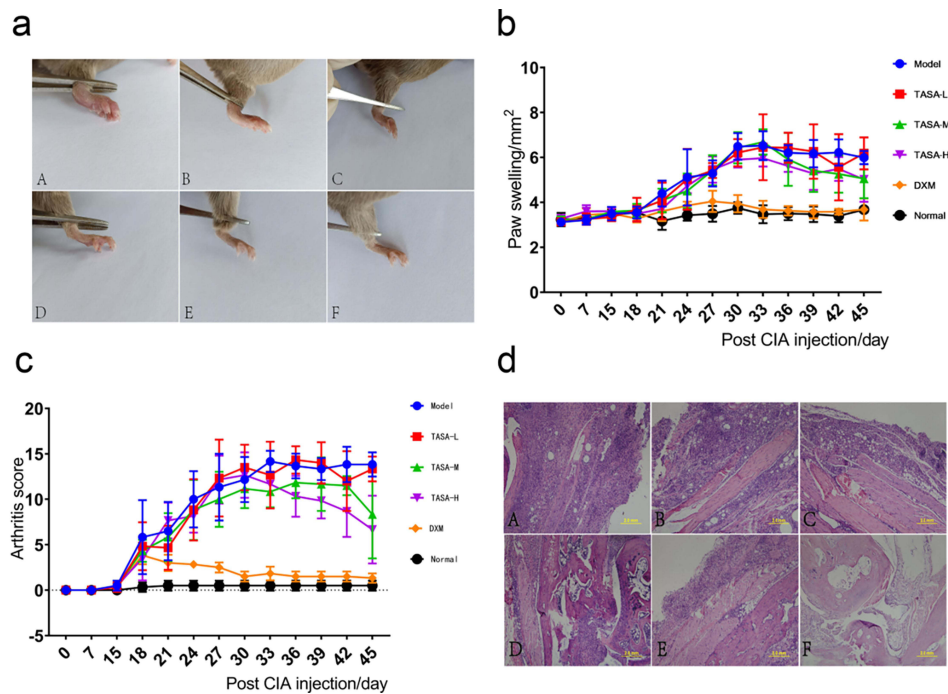 a
A
B
C
D
E
F
b
Paw swelling/mm²
10
8
6
4
2
0
0 7 15 18 21 24 27 30 33 36 39 42 45
Post CIA injection/day
Model
TASA-L
TASA-M
TASA-H
DXM
Normal
c
Arthritis score
20
15
10
5
0
-5
0 7 15 18 21 24 27 30 33 36 39 42 45
Post CIA injection/day
Model
TASA-L
TASA-M
TASA-H
DXM
Normal
d
A
B
C
D
E
F